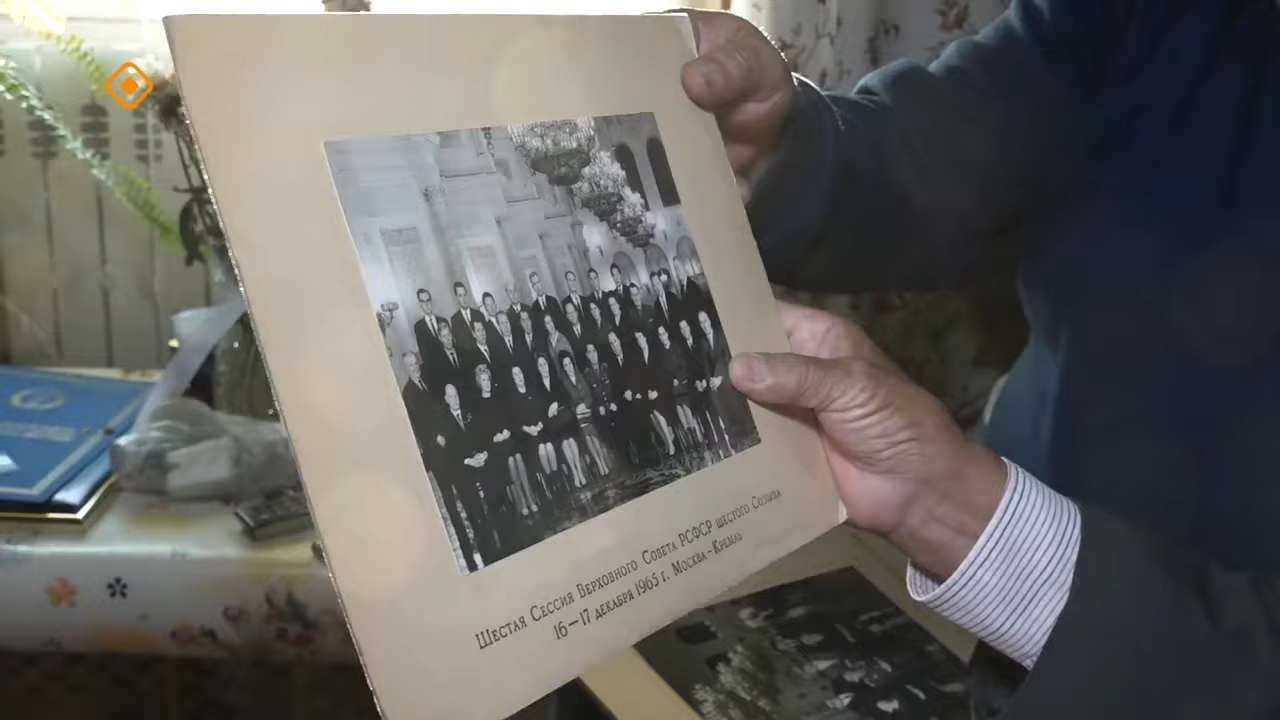 Шестая Сессия Верховного Совета РСФСР шестого Созыва
16–17 декабря 1965 г. Москва–Кремль